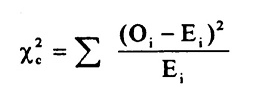 χ²c = Σ (Oi − Ei)² / Ei